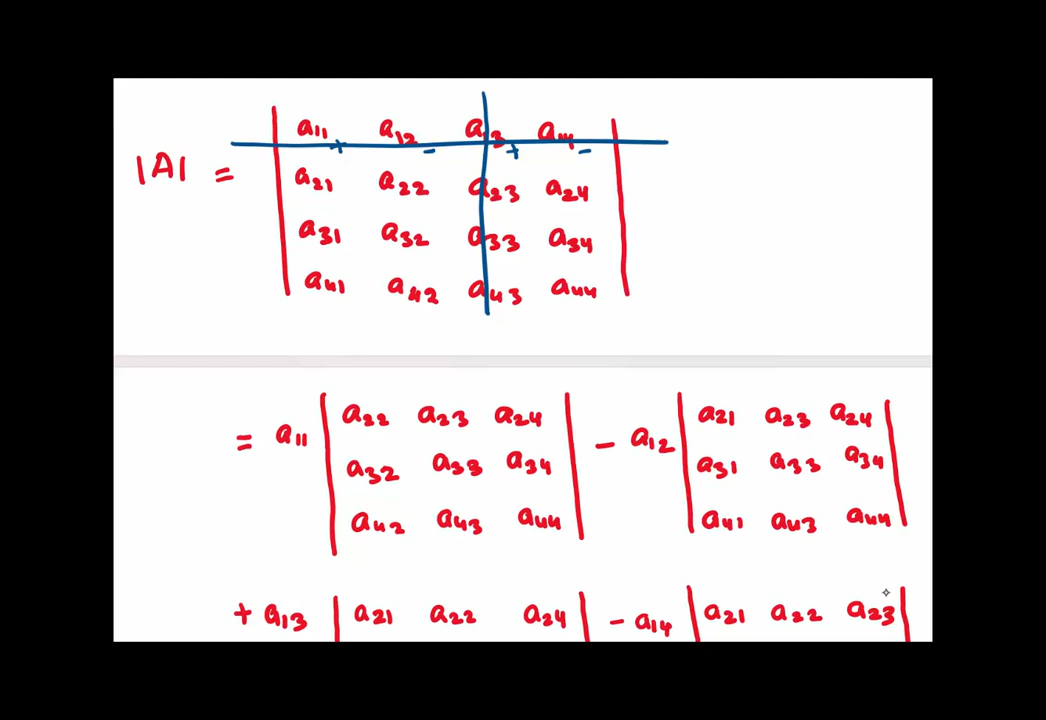 a11 a12 a13 a14
+ - + -
|A| = a21 a22 a23 a24
a31 a32 a33 a34
a41 a42 a43 a44
a22 a23 a24 a21 a23 a24
= a11 | a32 a33 a34 | - a12 | a31 a33 a34 |
a42 a43 a44 a41 a43 a44
+ a13 | a21 a22 a24 | - a14 | a21 a22 a23 |